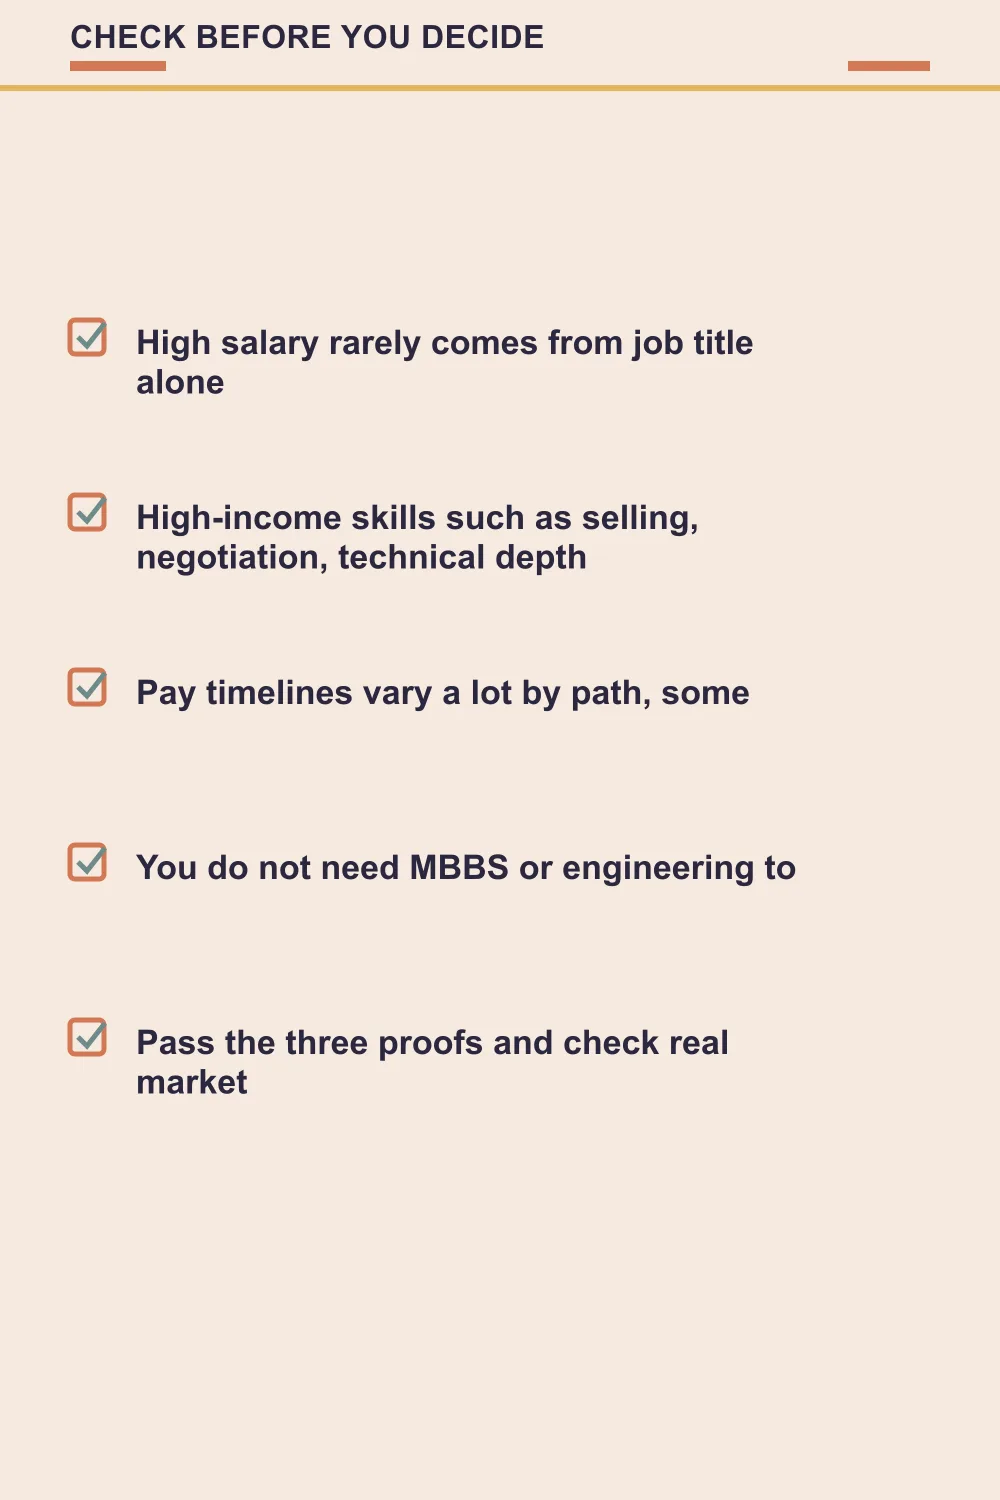 CHECK BEFORE YOU DECIDE
High salary rarely comes from job title
alone
High-income skills such as selling,
negotiation, technical depth
Pay timelines vary a lot by path, some
You do not need MBBS or engineering to
Pass the three proofs and check real
market